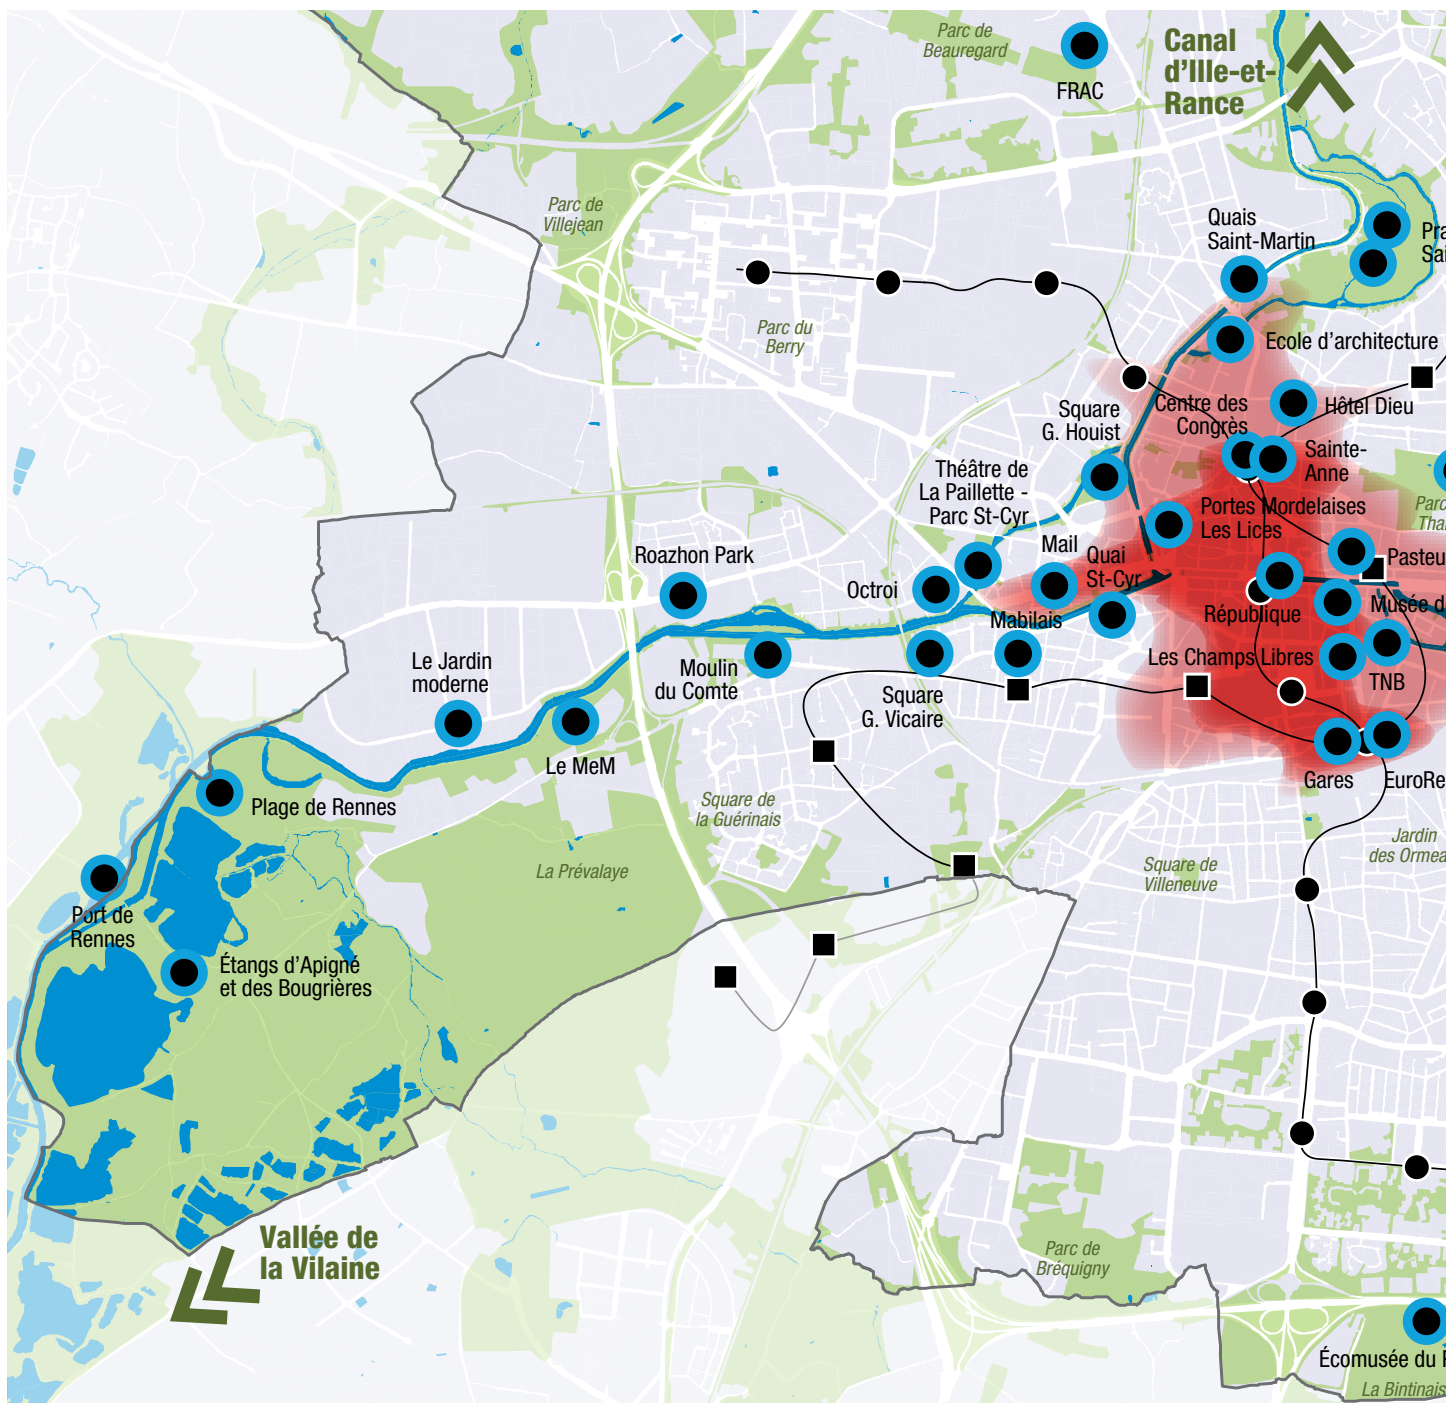 Parc de
Beauregard
FRAC
Canal
d'Ille-et-
Rance
Parc de
Villejean
Quais
Saint-Martin
Parc du
Berry
Ecole d'architecture
Square
G. Houist
Centre des
Congrès
Hôtel Dieu
Sainte-
Anne
Théâtre de
La Paillette -
Parc St-Cyr
Portes Mordelaises
Les Lices
Parc
Roazhon Park
Mail
Quai
St-Cyr
Octroi
Mabilais
République
Musée d
Le Jardin
moderne
Moulin
du Comte
Square
G. Vicaire
Les Champs Libres
TNB
Le MeM
Gares
EuroRe
Plage de Rennes
Square de
la Guérinais
La Prévalaye
Square de
Villeneuve
Jardin
des Ormea
Port de
Rennes
Étangs d'Apigné
et des Bougrières
Vallée de
la Vilaine
Parc de
Bréquigny
Écomusée du
La Bintinais